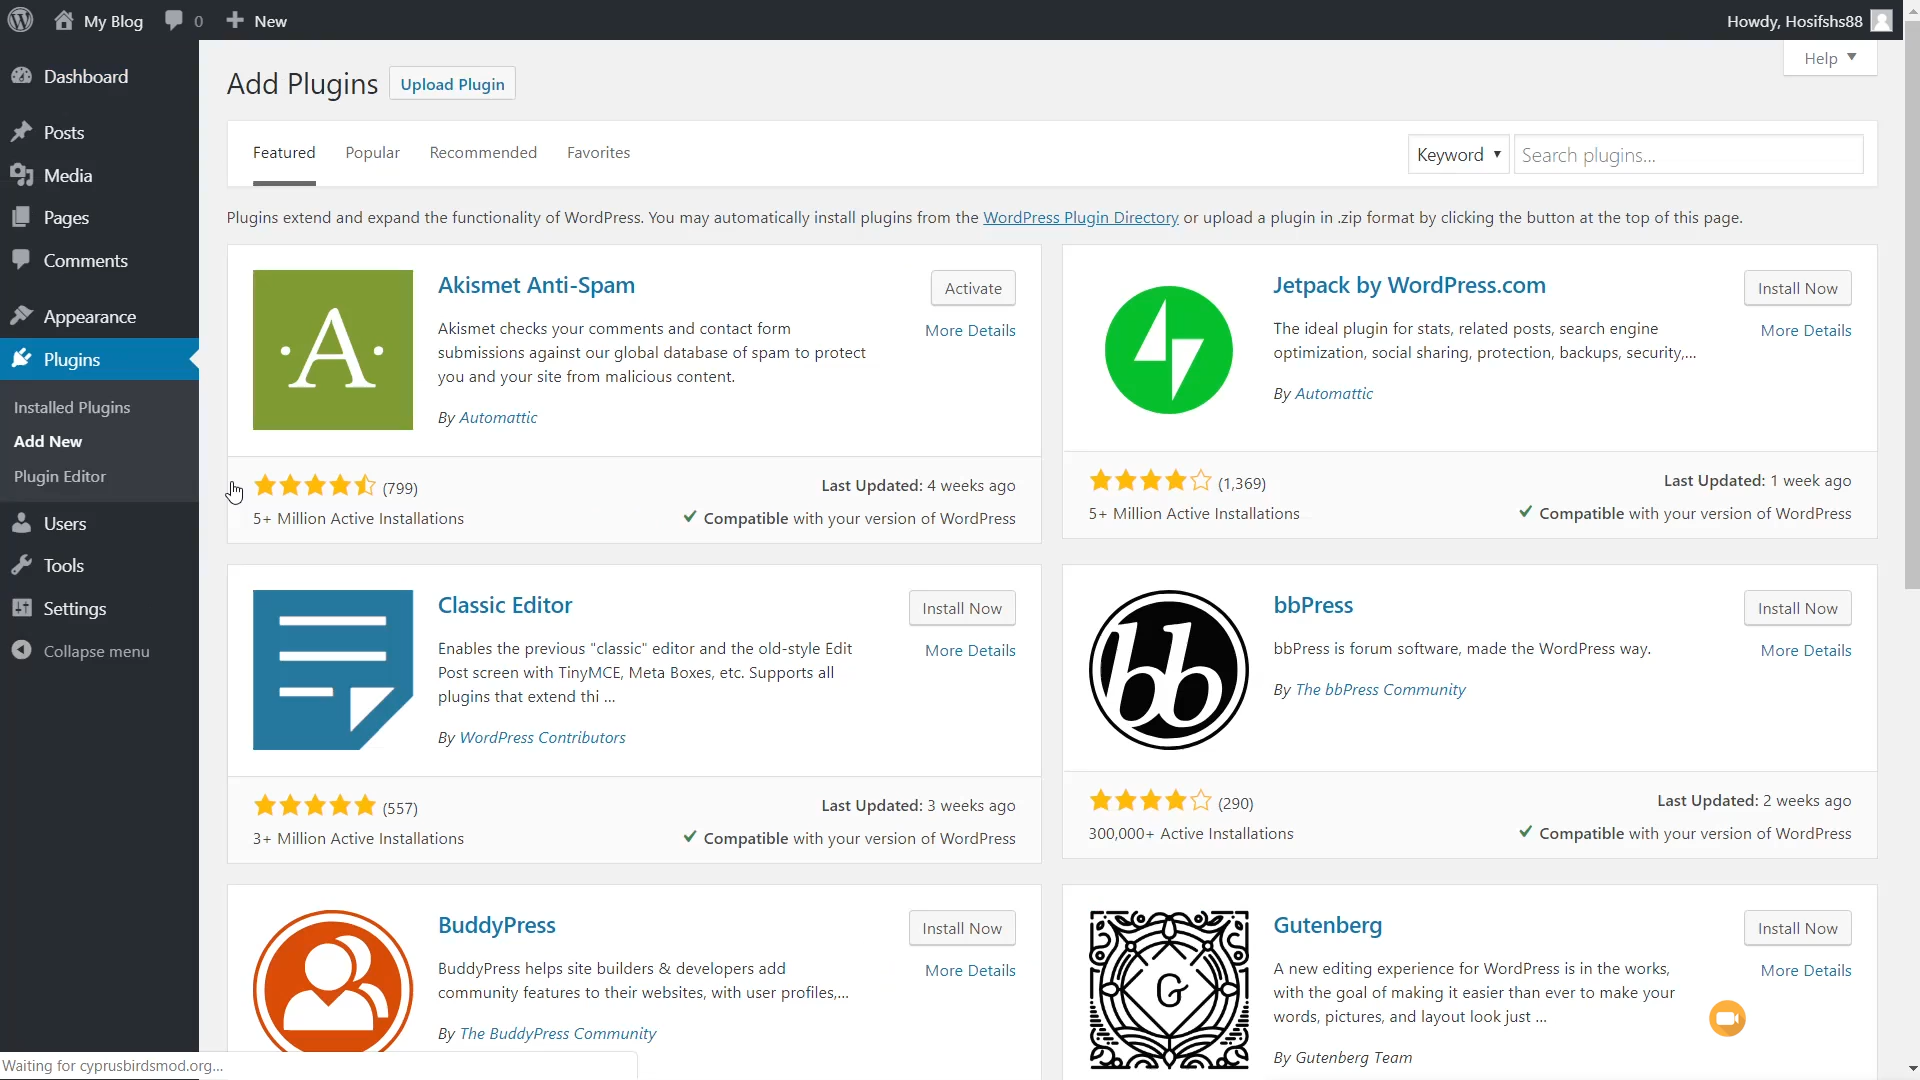 My Blog 0 New Howdy, Hosifshs88
Help
Dashboard
Posts
Media
Pages
Comments
Appearance
Plugins
Installed Plugins
Add New
Plugin Editor
Users
Tools
Settings
Collapse menu
Add Plugins Upload Plugin
Featured Popular Recommended Favorites Keyword Search plugins...
Plugins extend and expand the functionality of WordPress. You may automatically install plugins from the WordPress Plugin Directory or upload a plugin in .zip format by clicking the button at the top of this page.
A
Akismet Anti-Spam
Activate
More Details
Akismet checks your comments and contact form
submissions against our global database of spam to protect
you and your site from malicious content.
By Automattic
(799)
Last Updated: 4 weeks ago
5+ Million Active Installations
Compatible with your version of WordPress
Jetpack by WordPress.com
Install Now
More Details
The ideal plugin for stats, related posts, search engine
optimization, social sharing, protection, backups, security,...
By Automattic
(1,369)
Last Updated: 1 week ago
5+ Million Active Installations
Compatible with your version of WordPress
Classic Editor
Install Now
More Details
Enables the previous "classic" editor and the old-style Edit
Post screen with TinyMCE, Meta Boxes, etc. Supports all
plugins that extend thi ...
By WordPress Contributors
(557)
Last Updated: 3 weeks ago
3+ Million Active Installations
Compatible with your version of WordPress
bb
bbPress
Install Now
More Details
bbPress is forum software, made the WordPress way.
By The bbPress Community
(290)
Last Updated: 2 weeks ago
300,000+ Active Installations
Compatible with your version of WordPress
BuddyPress
Install Now
More Details
BuddyPress helps site builders & developers add
community features to their websites, with user profiles,...
By The BuddyPress Community
G
Gutenberg
Install Now
More Details
A new editing experience for WordPress is in the works,
with the goal of making it easier than ever to make your
words, pictures, and layout look just ...
By Gutenberg Team
Waiting for cyprusbirdsmod.org...